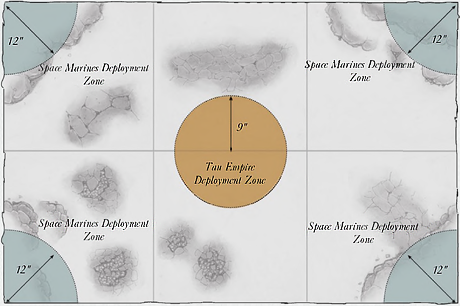 12"
12"
Space Marines Deployment
Zone
Space Marines Deployment
Zone
9"
Tau Empire
Deployment Zone
Space Marines Deployment
Zone
Space Marines Deployment
Zone
12"
12"